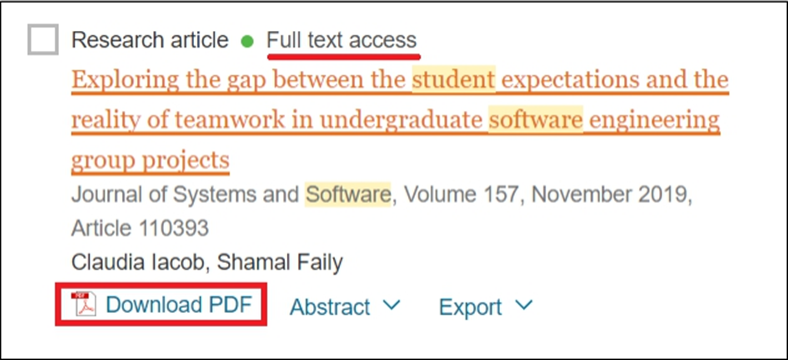 Research article Full text access
Exploring the gap between the student expectations and the
reality of teamwork in undergraduate software engineering
group projects
Journal of Systems and Software, Volume 157, November 2019,
Article 110393
Claudia Iacob, Shamal Faily
PDF Download PDF Abstract Export